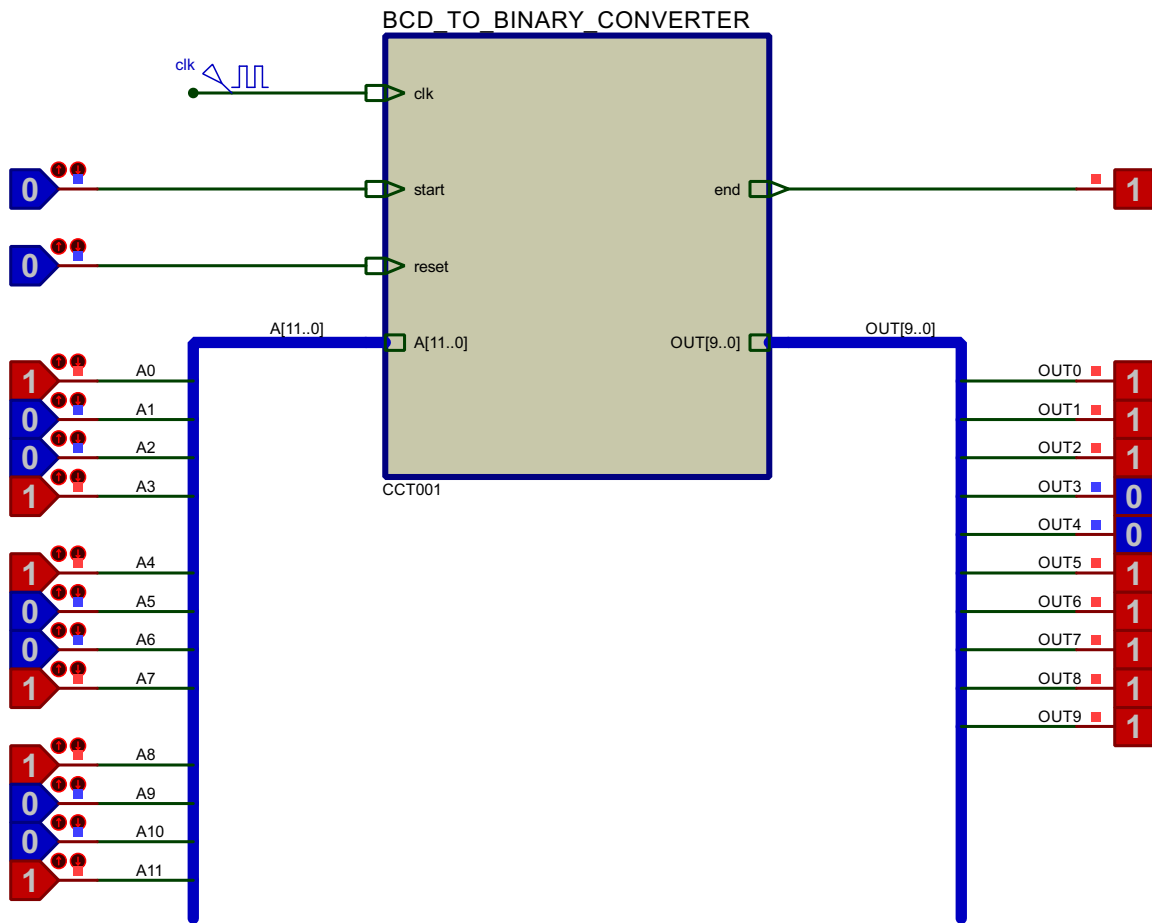 BCD_TO_BINARY_CONVERTER
clk
clk
0
start
end
1
0
reset
A[11..0]
A[11..0]
OUT[9..0]
OUT[9..0]
1
A0
OUT0
1
0
A1
OUT1
1
0
A2
OUT2
1
1
A3
OUT3
0
CCT001
OUT4
0
1
A4
OUT5
1
0
A5
OUT6
1
0
A6
OUT7
1
1
A7
OUT8
1
OUT9
1
1
A8
0
A9
0
A10
1
A11